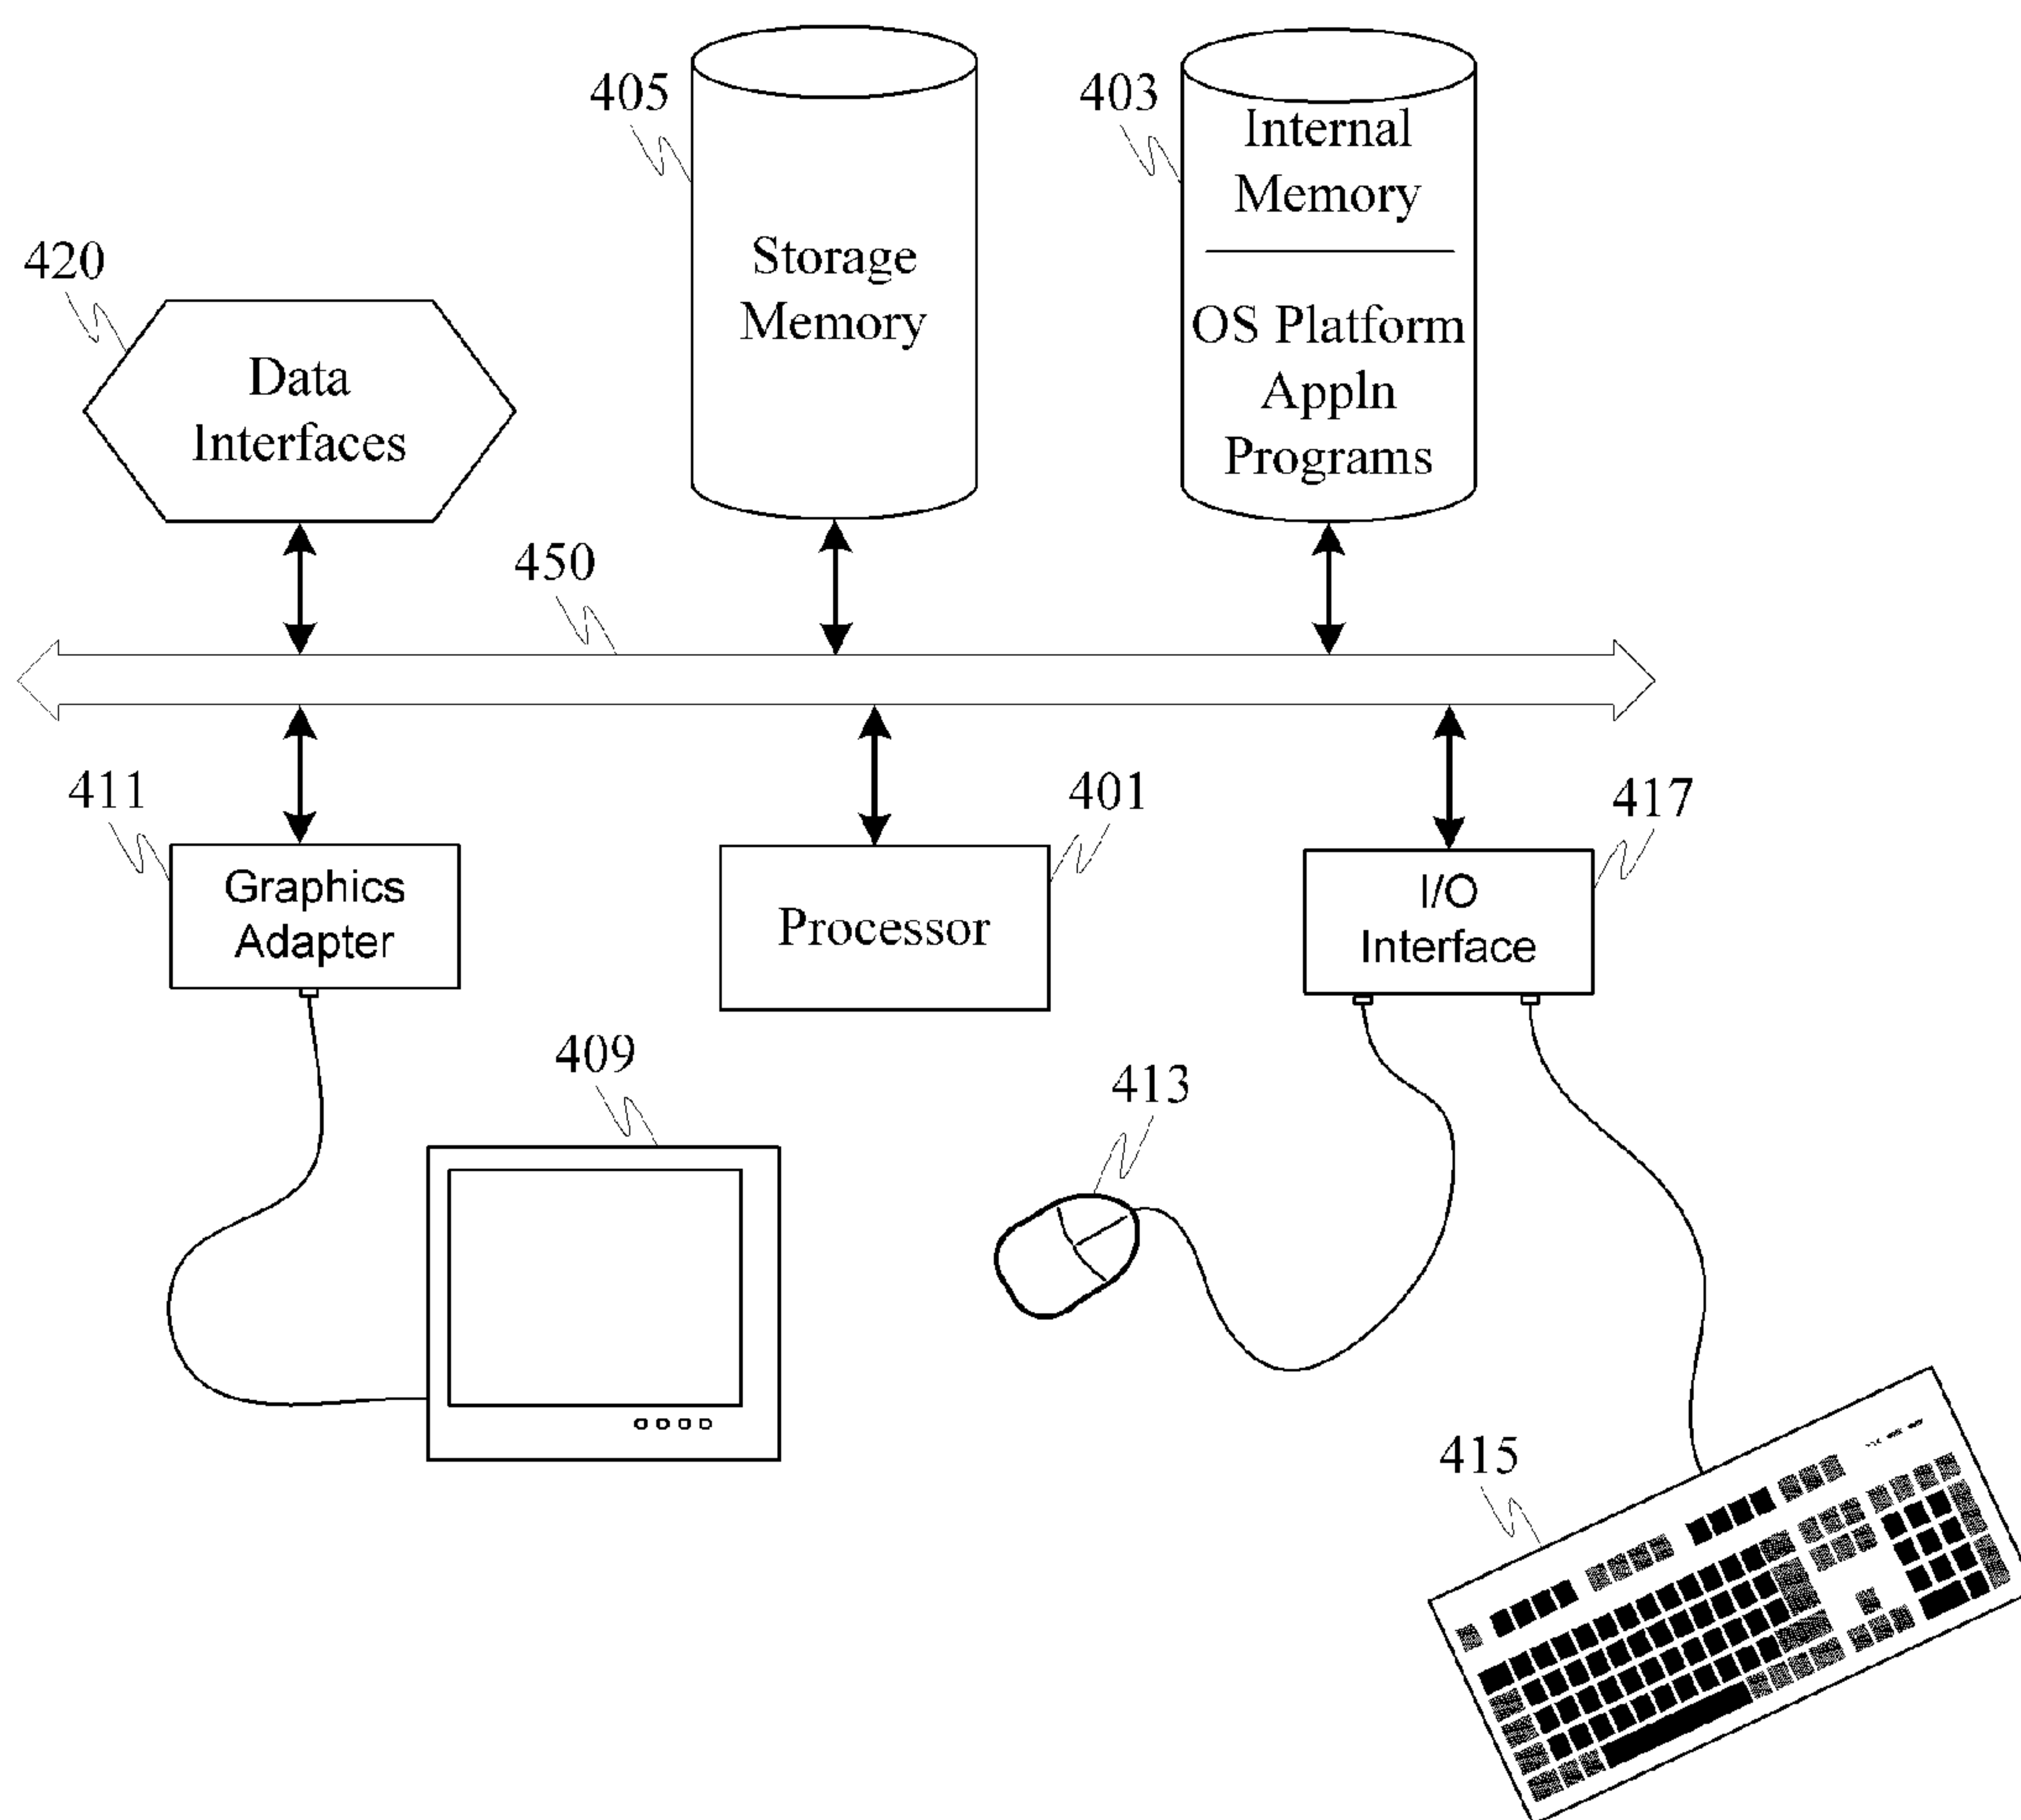 405
403
Internal
Memory
OS Platform
Appln
Programs
Storage
Memory
420
Data
Interfaces
450
411
Graphics
Adapter
401
Processor
417
I/O
Interface
409
413
415